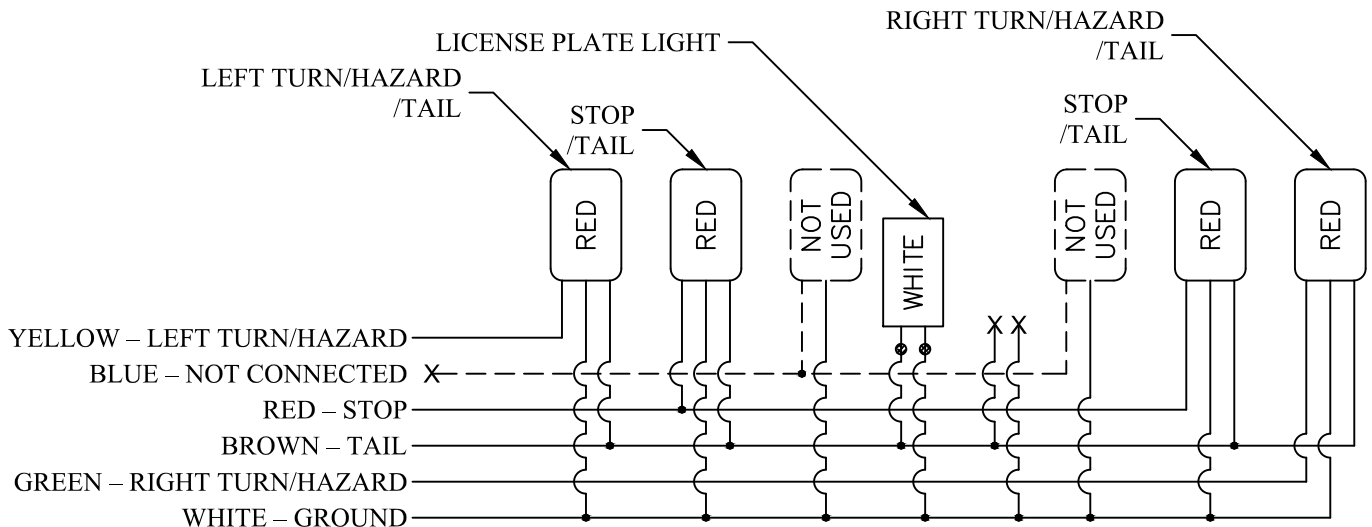 RIGHT TURN/HAZARD
/TAIL
LICENSE PLATE LIGHT
LEFT TURN/HAZARD
/TAIL
STOP
/TAIL
STOP
/TAIL
RED
RED
NOT
USED
WHITE
NOT
USED
RED
RED
X X
YELLOW – LEFT TURN/HAZARD
BLUE – NOT CONNECTED X
RED – STOP
BROWN – TAIL
GREEN – RIGHT TURN/HAZARD
WHITE – GROUND